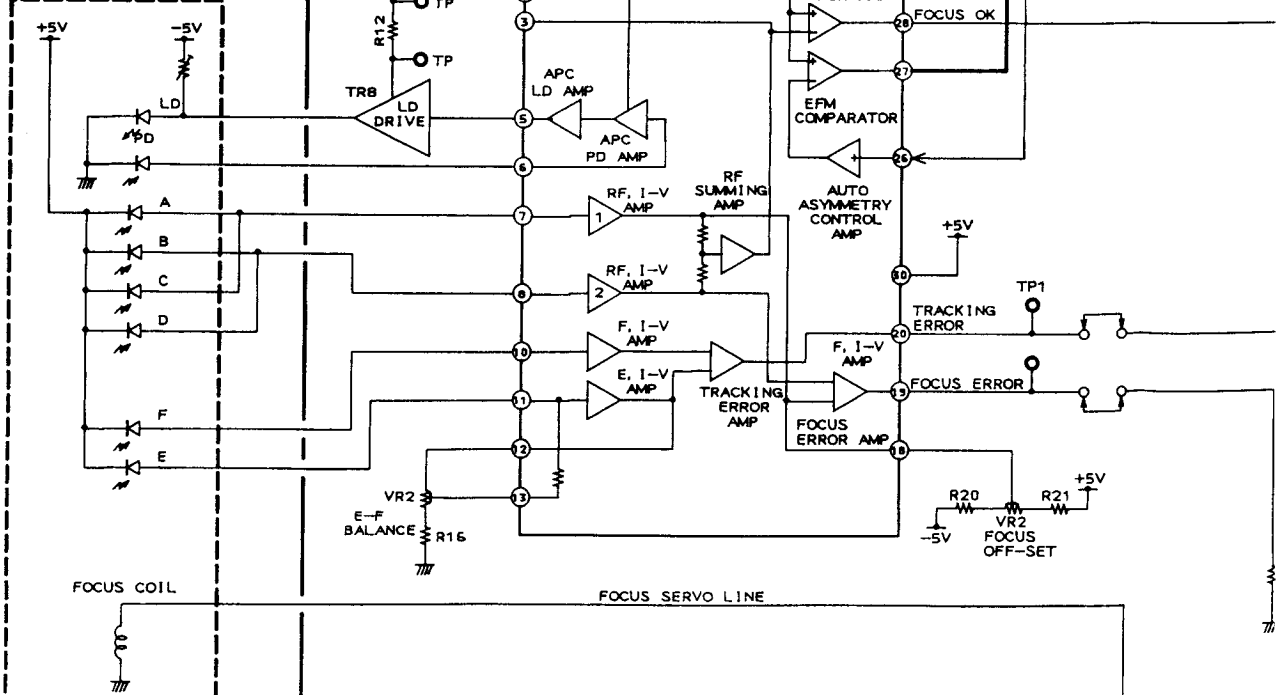 TP
+5V
-5V
R12
3
28
FOCUS OK
TP
27
LD
TR8
LD
DRIVE
5
APC
LD AMP
EFM
COMPARATOR
PD
6
APC
PD AMP
26
A
7
RF, I-V
AMP
1
RF
SUMMING
AMP
AUTO
ASYMMETRY
CONTROL
AMP
+5V
B
C
8
RF, I-V
AMP
2
30
TP1
D
10
F, I-V
AMP
20
TRACKING
ERROR
F, I-V
AMP
11
E, I-V
AMP
TRACKING
ERROR
AMP
19
FOCUS ERROR
F
FOCUS
ERROR AMP
18
E
12
VR2
13
E-F
BALANCE
R16
R20
R21
+5V
-5V
VR2
FOCUS
OFF-SET
FOCUS COIL
FOCUS SERVO LINE